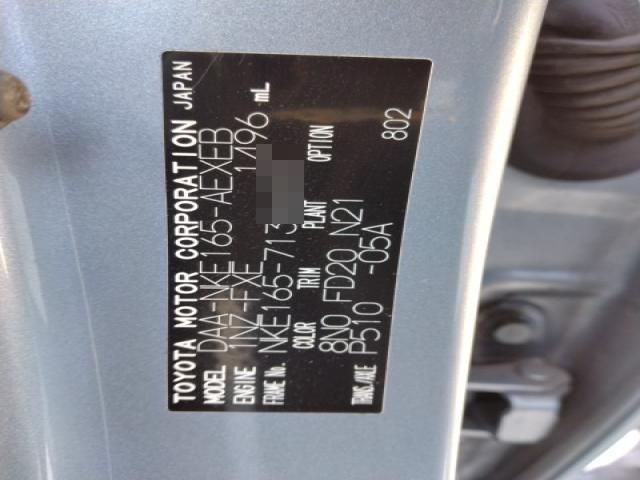 TOYOTA MOTOR CORPORATION JAPAN
MODEL DAA-NKE165-AEXEB
ENGINE 1NZ-FXE 1496 mL
FRAME No. NKE165-713
COLOR TRIM PLANT OPTION
8N0 FD20 N21
TRANS/AXLE P510 -05A 802